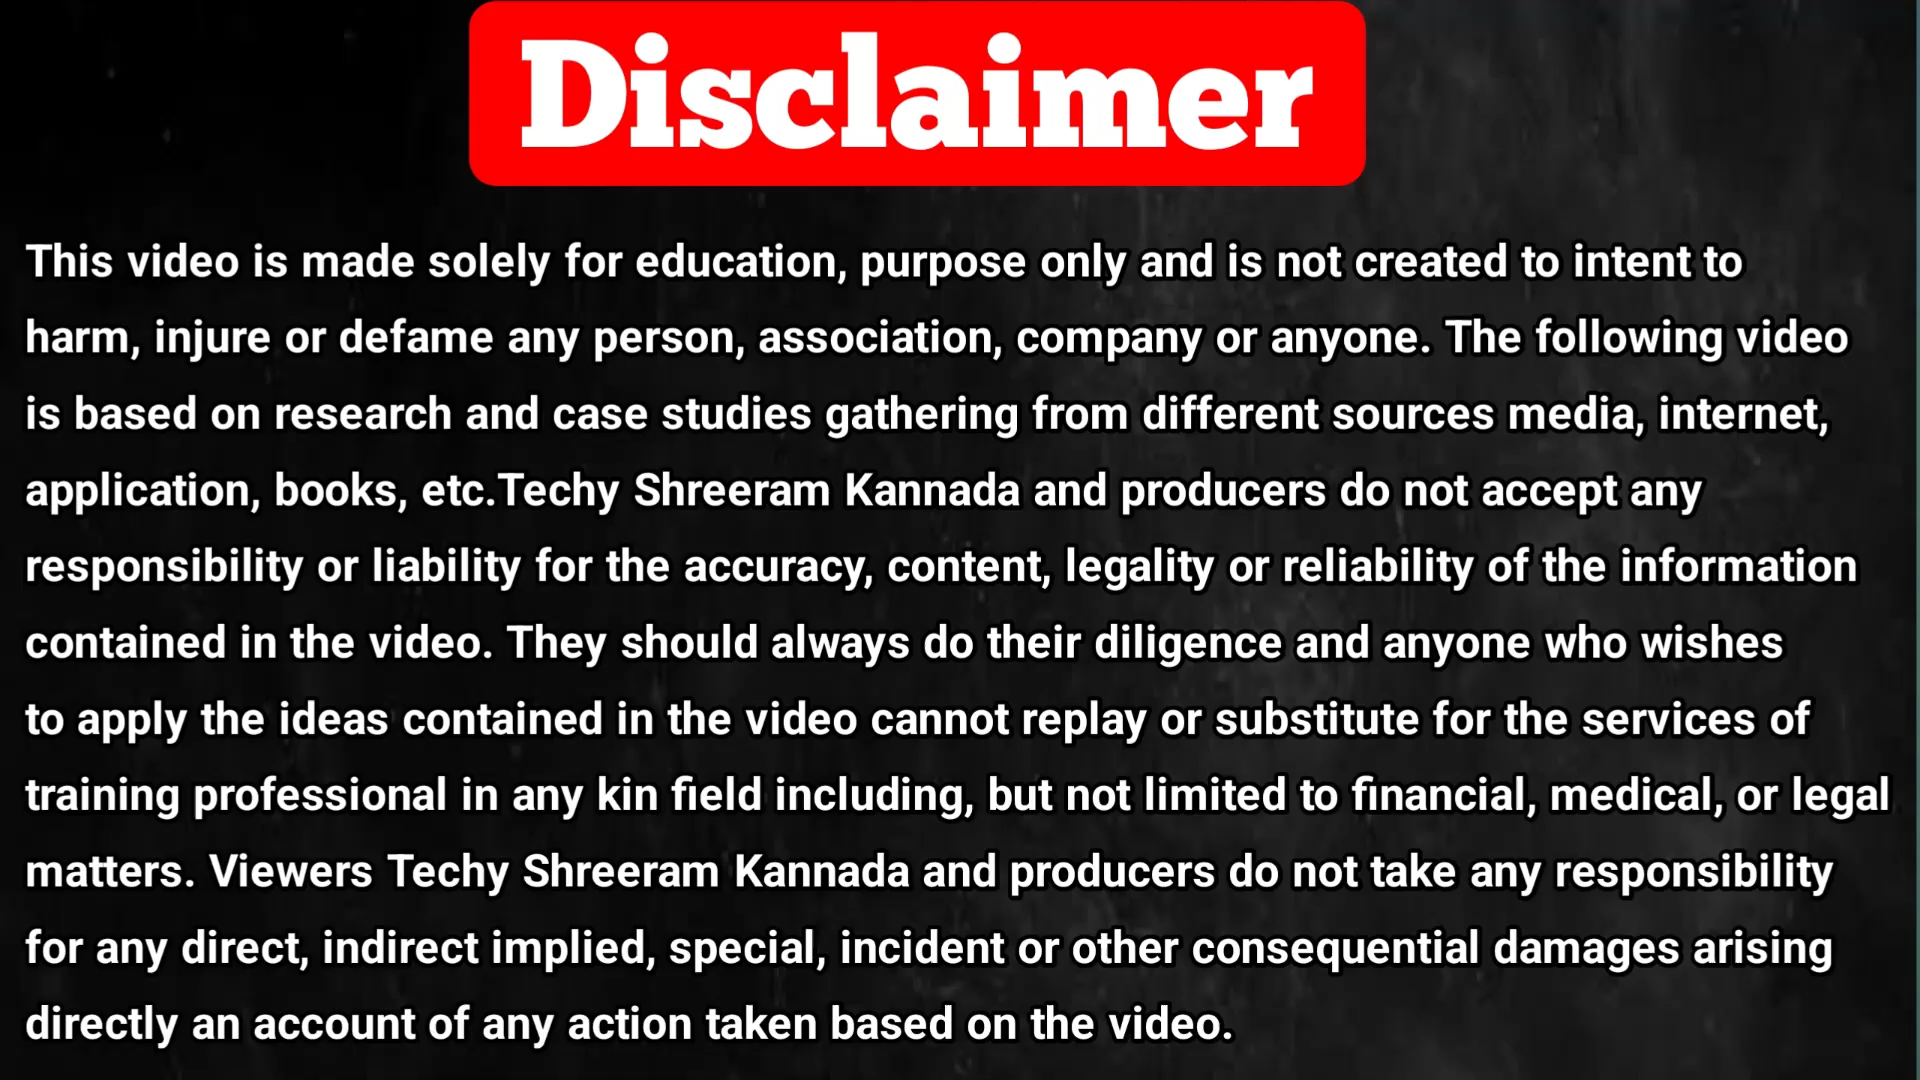 Disclaimer
This video is made solely for education, purpose only and is not created to intent to
harm, injure or defame any person, association, company or anyone. The following video
is based on research and case studies gathering from different sources media, internet,
application, books, etc.Techy Shreeram Kannada and producers do not accept any
responsibility or liability for the accuracy, content, legality or reliability of the information
contained in the video. They should always do their diligence and anyone who wishes
to apply the ideas contained in the video cannot replay or substitute for the services of
training professional in any kin field including, but not limited to financial, medical, or legal
matters. Viewers Techy Shreeram Kannada and producers do not take any responsibility
for any direct, indirect implied, special, incident or other consequential damages arising
directly an account of any action taken based on the video.